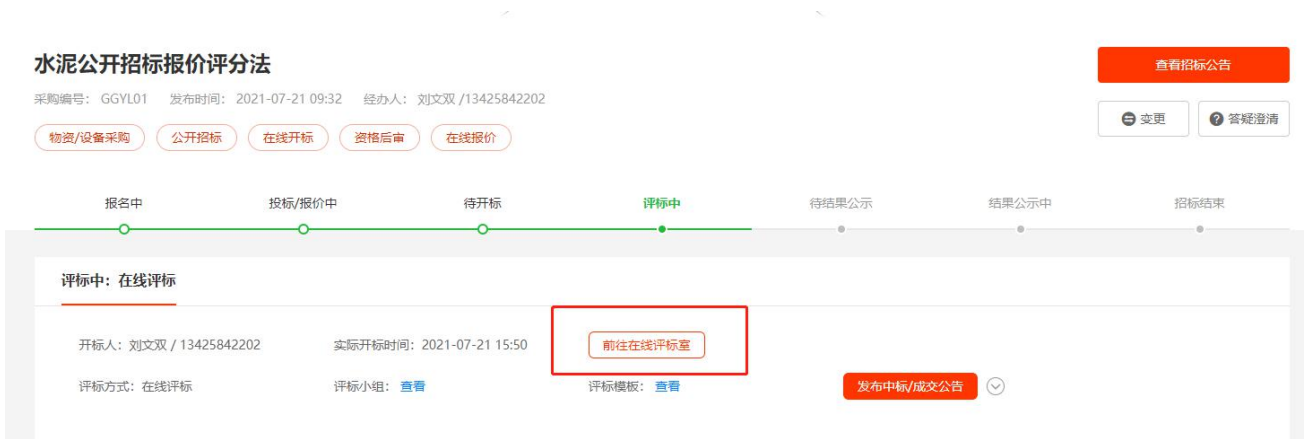 水泥公开招标报价评分法
查看招标公告
采购编号： GGYL01 发布时间： 2021-07-21 09:32 经办人： 刘文双 /13425842202
变更 答疑澄清
物资/设备采购 公开招标 在线开标 资格后审 在线报价
报名中 投标/报价中 待开标 评标中 待结果公示 结果公示中 招标结束
评标中：在线评标
开标人：刘文双 / 13425842202 实际开标时间：2021-07-21 15:50 前往在线评标室
评标方式：在线评标 评标小组： 查看 评标模板： 查看 发布中标/成交公告